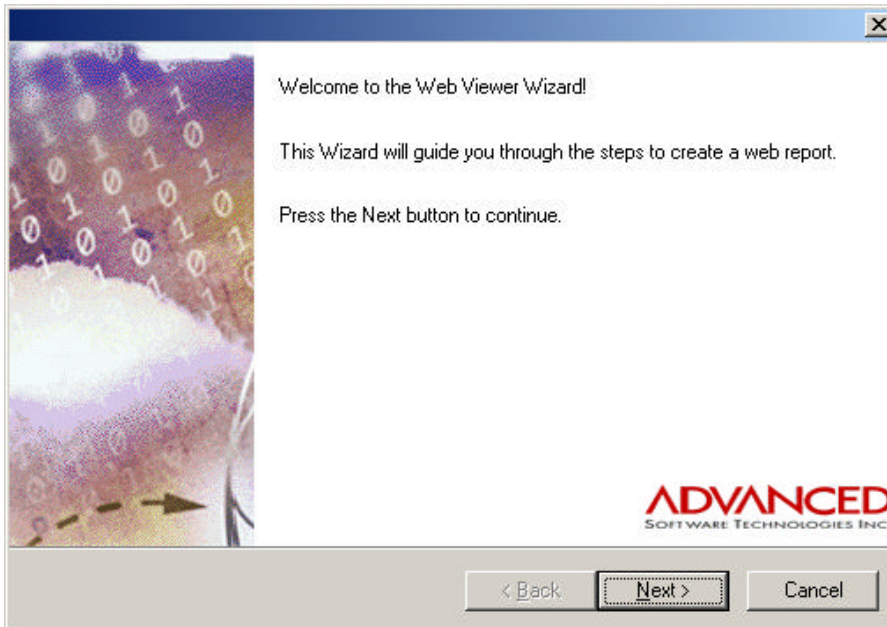 Welcome to the Web Viewer Wizard!
This Wizard will guide you through the steps to create a web report.
Press the Next button to continue.
ADVANCED
SOFTWARE TECHNOLOGIES INC
< Back
Next >
Cancel